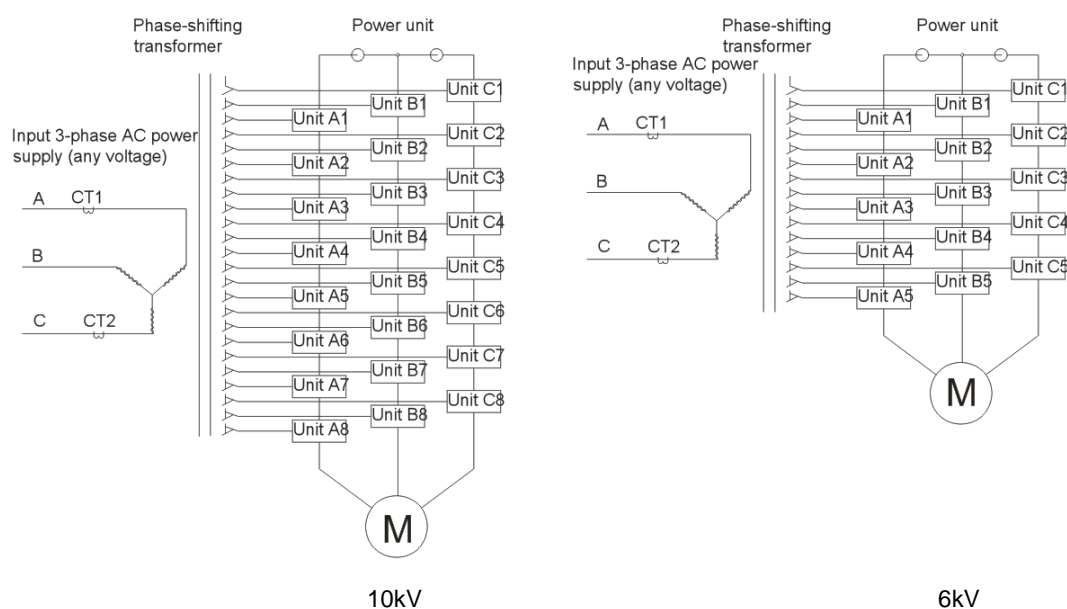 Phase-shifting
transformer
Power unit
Input 3-phase AC power
supply (any voltage)
A
CT1
B
C
CT2
Unit C1
Unit B1
Unit A1
Unit C2
Unit B2
Unit A2
Unit C3
Unit B3
Unit A3
Unit C4
Unit B4
Unit A4
Unit C5
Unit B5
Unit A5
Unit C6
Unit B6
Unit A6
Unit C7
Unit B7
Unit A7
Unit C8
Unit B8
Unit A8
M
10kV
Phase-shifting
transformer
Power unit
Input 3-phase AC power
supply (any voltage)
A
CT1
B
C
CT2
Unit C1
Unit B1
Unit A1
Unit C2
Unit B2
Unit A2
Unit C3
Unit B3
Unit A3
Unit C4
Unit B4
Unit A4
Unit C5
Unit B5
Unit A5
M
6kV